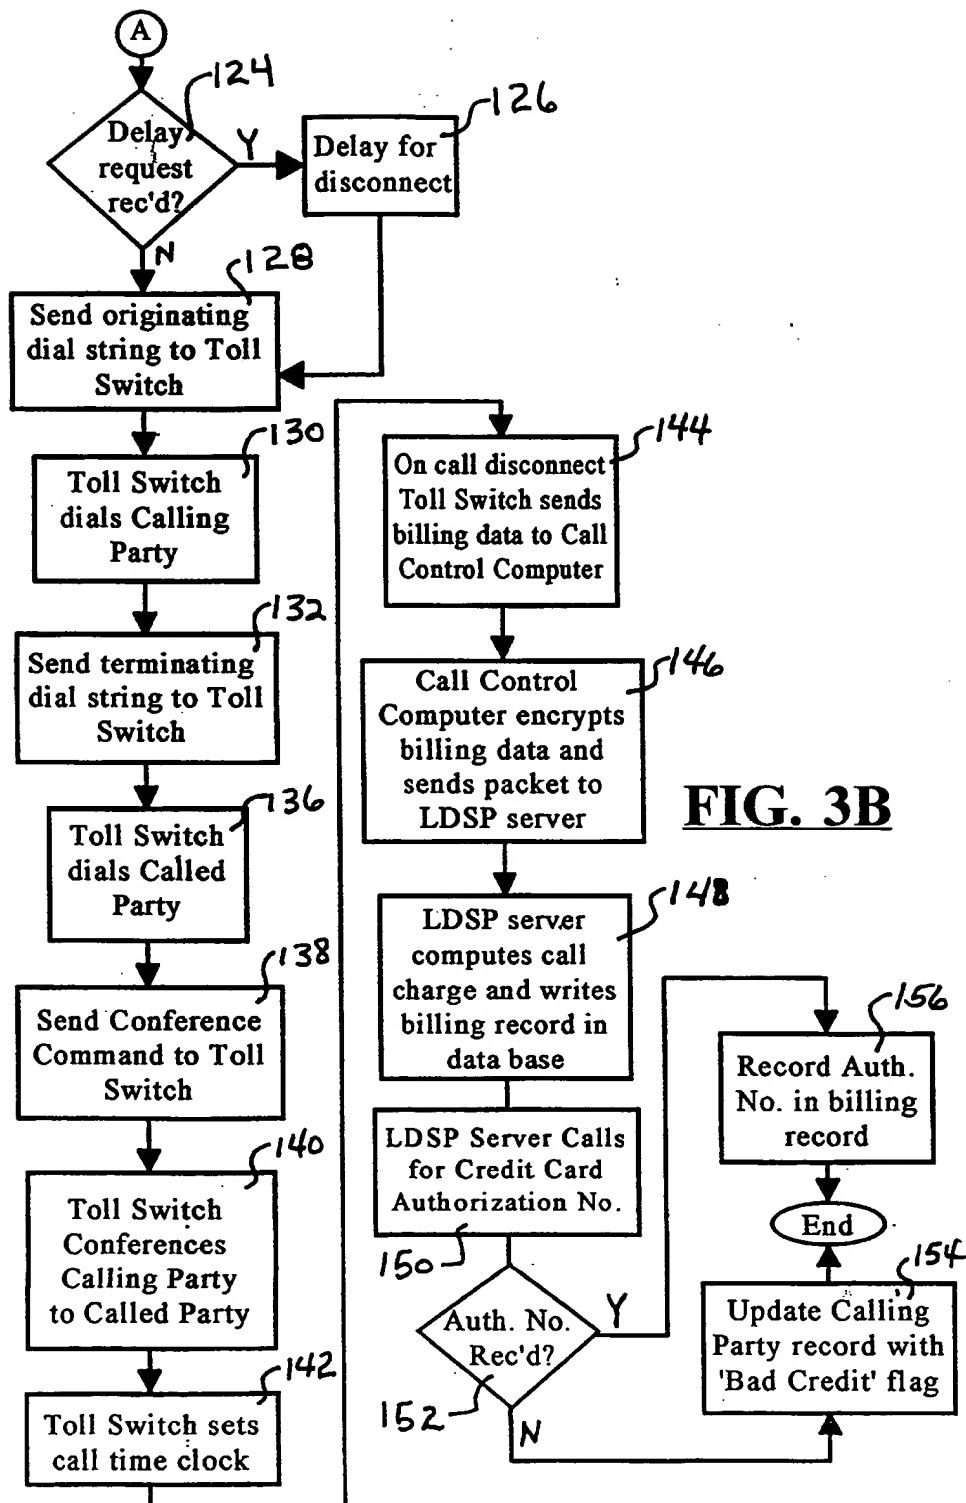 A
124
Delay
request
rec'd?
Y
N
126
Delay for
disconnect
128
Send originating
dial string to Toll
Switch
130
Toll Switch
dials Calling
Party
132
Send terminating
dial string to Toll
Switch
136
Toll Switch
dials Called
Party
138
Send Conference
Command to Toll
Switch
140
Toll Switch
Conferences
Calling Party
to Called Party
142
Toll Switch sets
call time clock
144
On call disconnect
Toll Switch sends
billing data to Call
Control Computer
146
Call Control
Computer encrypts
billing data and
sends packet to
LDSP server
FIG. 3B
148
LDSP server
computes call
charge and writes
billing record in
data base
LDSP Server Calls
for Credit Card
Authorization No.
150
Auth. No.
Rec'd?
152
Y
N
156
Record Auth.
No. in billing
record
End
154
Update Calling
Party record with
'Bad Credit' flag